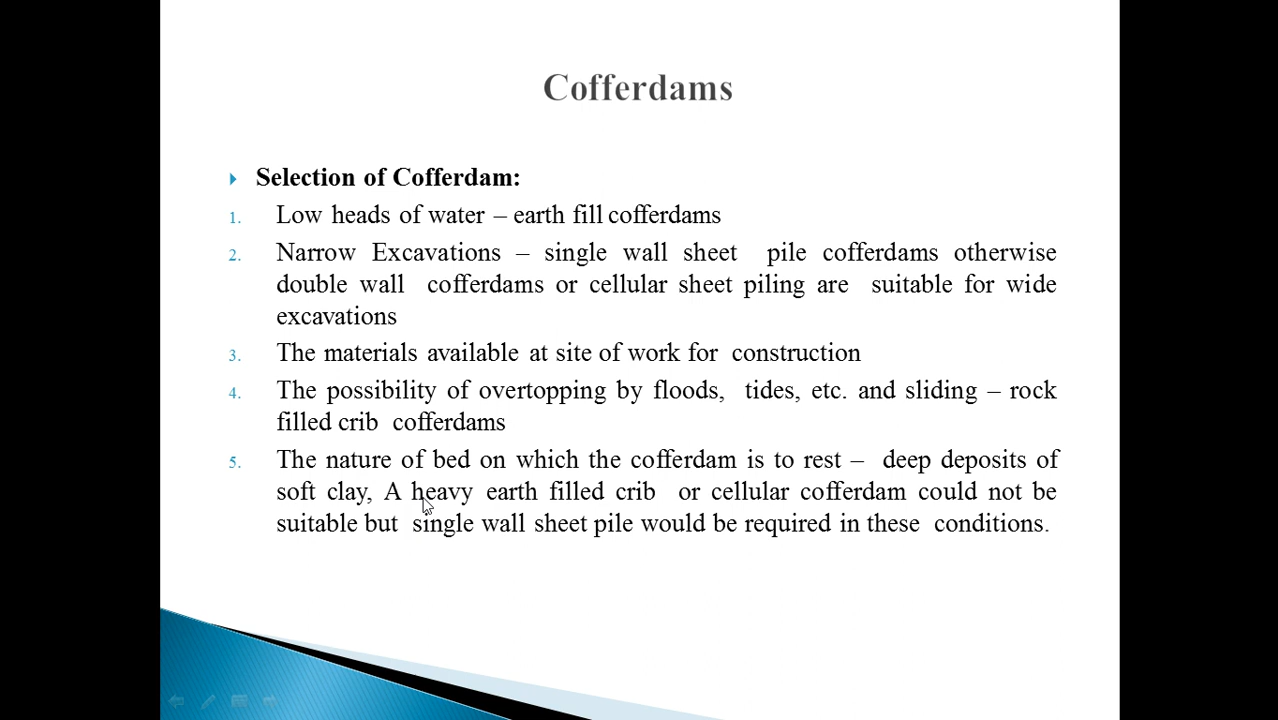 Cofferdams
Selection of Cofferdam:
1. Low heads of water – earth fill cofferdams
2. Narrow Excavations – single wall sheet pile cofferdams otherwise
double wall cofferdams or cellular sheet piling are suitable for wide
excavations
3. The materials available at site of work for construction
4. The possibility of overtopping by floods, tides, etc. and sliding – rock
filled crib cofferdams
5. The nature of bed on which the cofferdam is to rest – deep deposits of
soft clay, A heavy earth filled crib or cellular cofferdam could not be
suitable but single wall sheet pile would be required in these conditions.